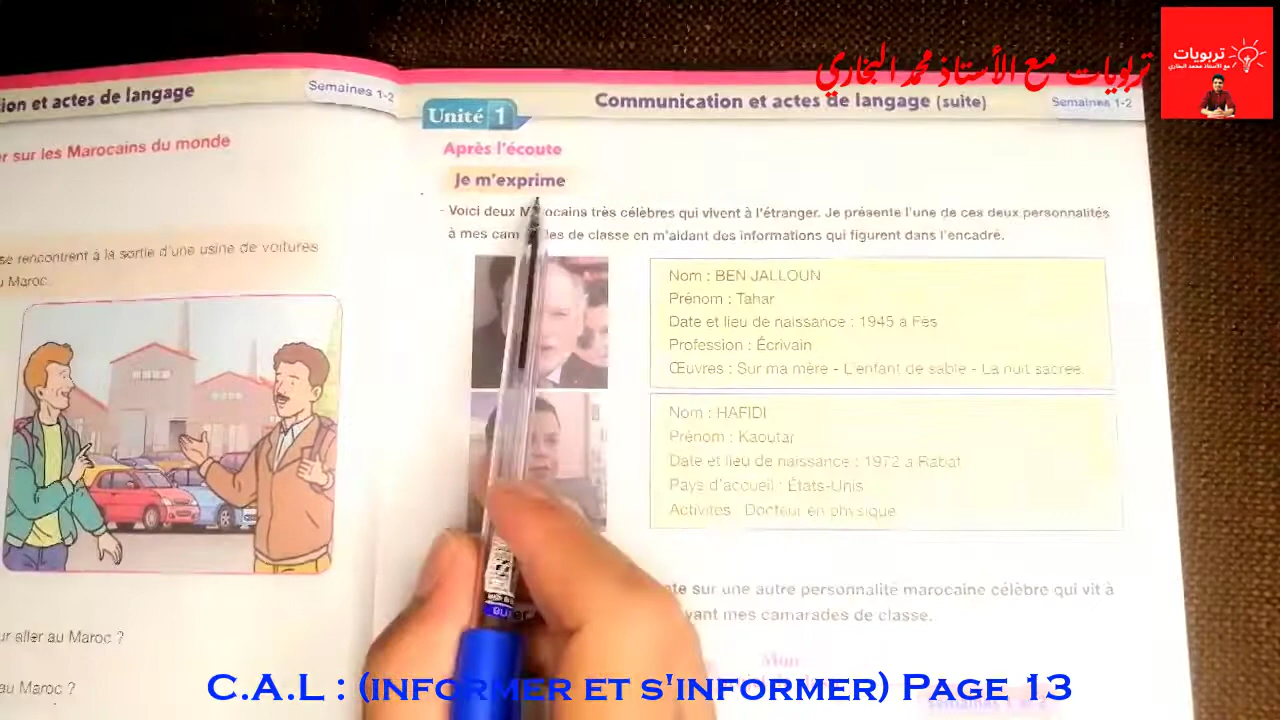 تربويات مع الأستاذ محمد البخاري
تربويات
مع الأستاذ محمد البخاري
ion et actes de langage
Semaines 1-2
er sur les Marocains du monde
se rencontrent à la sortie d'une usine de voitures
u Maroc.
ur aller au Maroc ?
au Maroc ?
Unité 1
Communication et actes de langage (suite)
Semaines 1-2
Après l'écoute
Je m'exprime
- Voici deux M ocains très célèbres qui vivent à l'étranger. Je présente l'une de ces deux personnalités
à mes cam des de classe en m'aidant des informations qui figurent dans l'encadré.
Nom : BEN JALLOUN
Prénom : Tahar
Date et lieu de naissance : 1945 à Fès
Profession : Écrivain
Œuvres : Sur ma mère - L'enfant de sable - La nuit sacrée.
Nom : HAFIDI
Prénom : Kaoutar
Date et lieu de naissance : 1972 à Rabat
Pays d'accueil : États-Unis
Activités : Docteur en physique
te sur une autre personnalité marocaine célèbre qui vit à
vant mes camarades de classe.
C.A.L : (informer et s'informer) Page 13